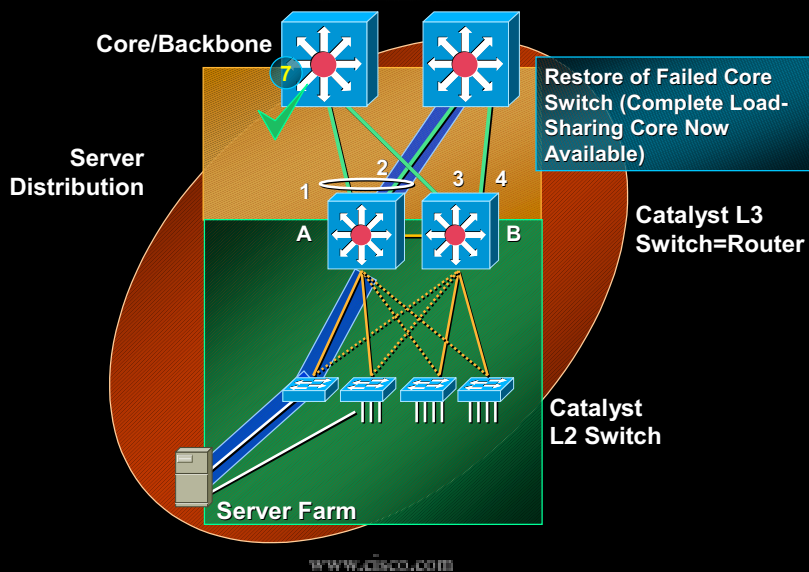 Core/Backbone
7
Restore of Failed Core
Switch (Complete Load-
Sharing Core Now
Available)
Server
Distribution
1
2
3
4
A
B
Catalyst L3
Switch=Router
Catalyst
L2 Switch
Server Farm
www.cisco.com